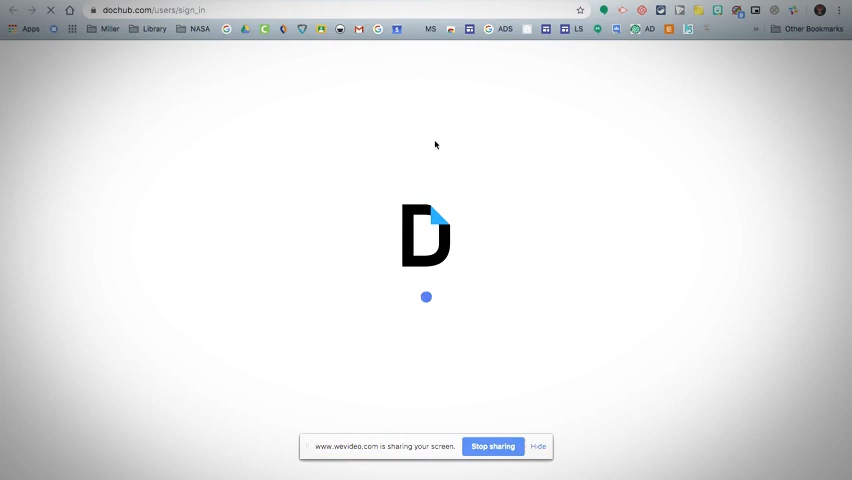 dochub.com/users/sign_in
Apps Miller Library NASA MS ADS LS AD » Other Bookmarks
D
www.wevideo.com is sharing your screen. Stop sharing Hide